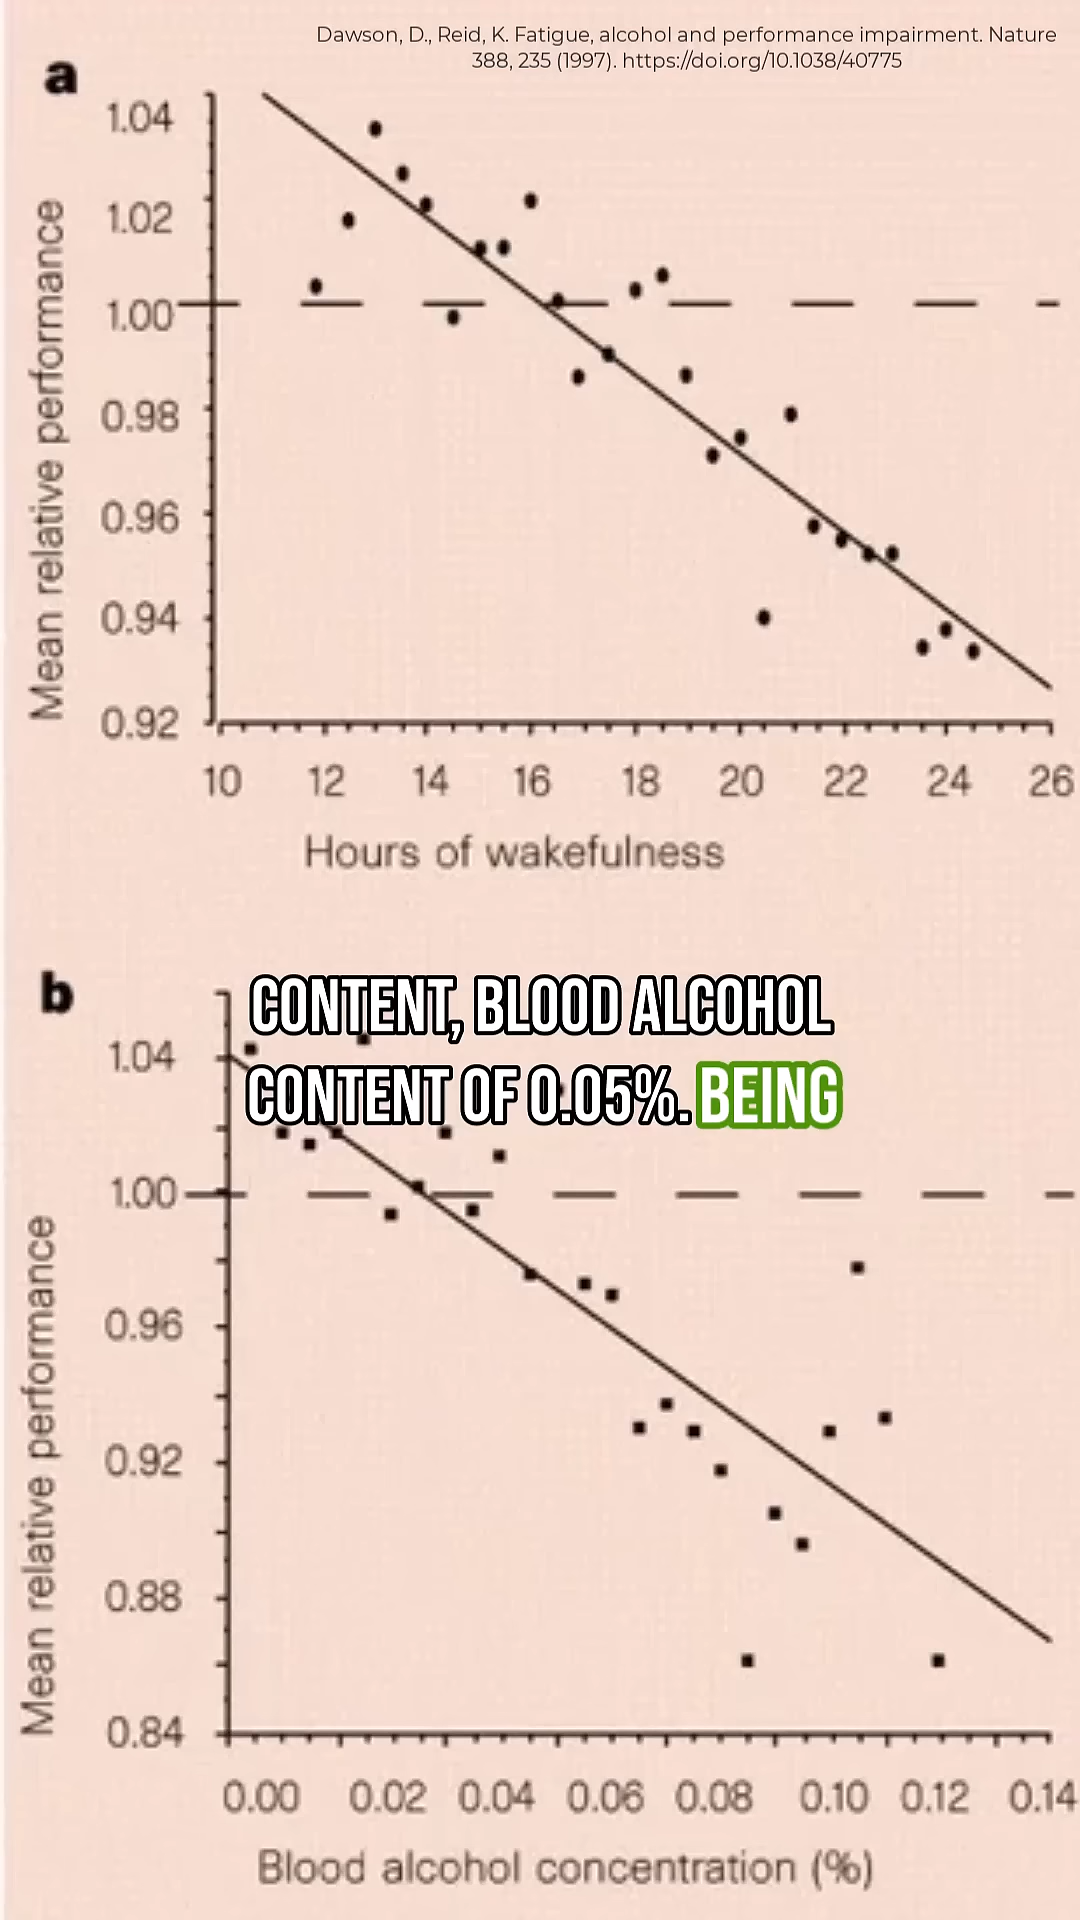 Dawson, D., Reid, K. Fatigue, alcohol and performance impairment. Nature
388, 235 (1997). https://doi.org/10.1038/40775
a
Mean relative performance
1.04
1.02
1.00
0.98
0.96
0.94
0.92
10 12 14 16 18 20 22 24 26
Hours of wakefulness
b
CONTENT, BLOOD ALCOHOL
CONTENT OF 0.05%. BEING
Mean relative performance
1.04
1.00
0.96
0.92
0.88
0.84
0.00 0.02 0.04 0.06 0.08 0.10 0.12 0.14
Blood alcohol concentration (%)